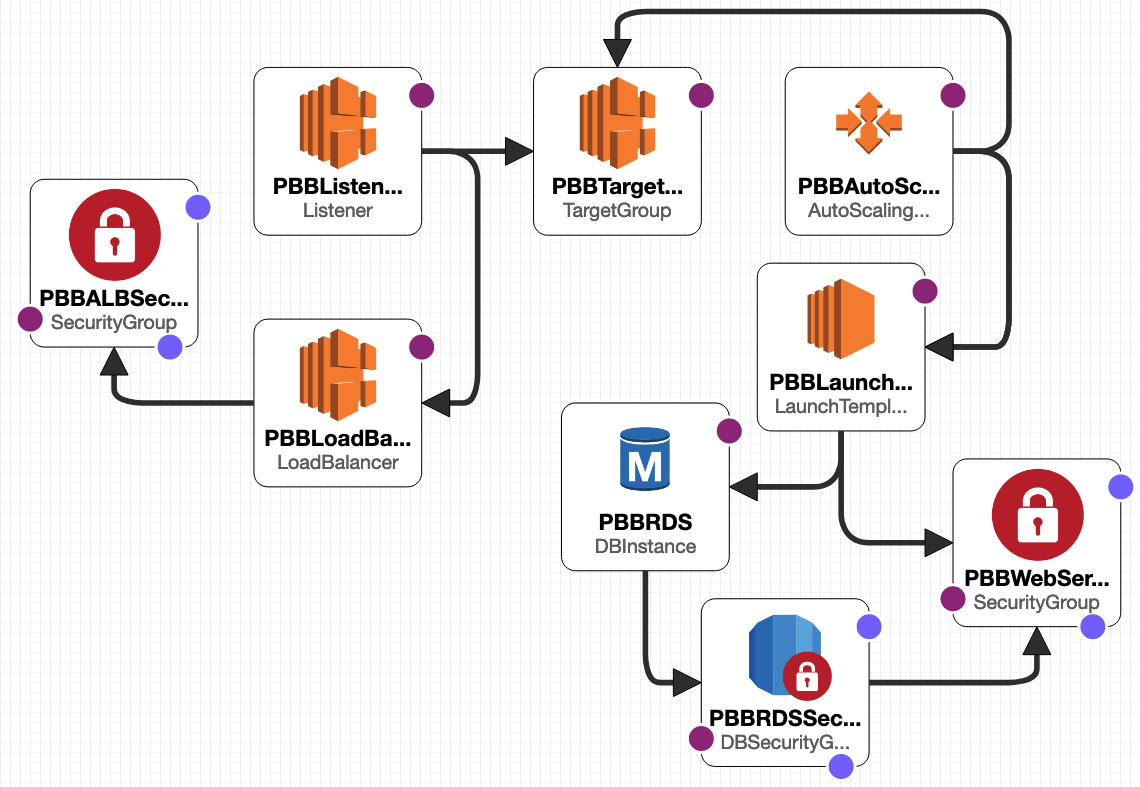 PBBListen...
Listener
PBBTarget...
TargetGroup
PBBAutoSc...
AutoScaling...
PBBALBSec...
SecurityGroup
PBBLoadBa...
LoadBalancer
PBBLaunch...
LaunchTempl...
M
PBBRDS
DBInstance
PBBWebSer...
SecurityGroup
PBBRDSSec...
DBSecurityG...